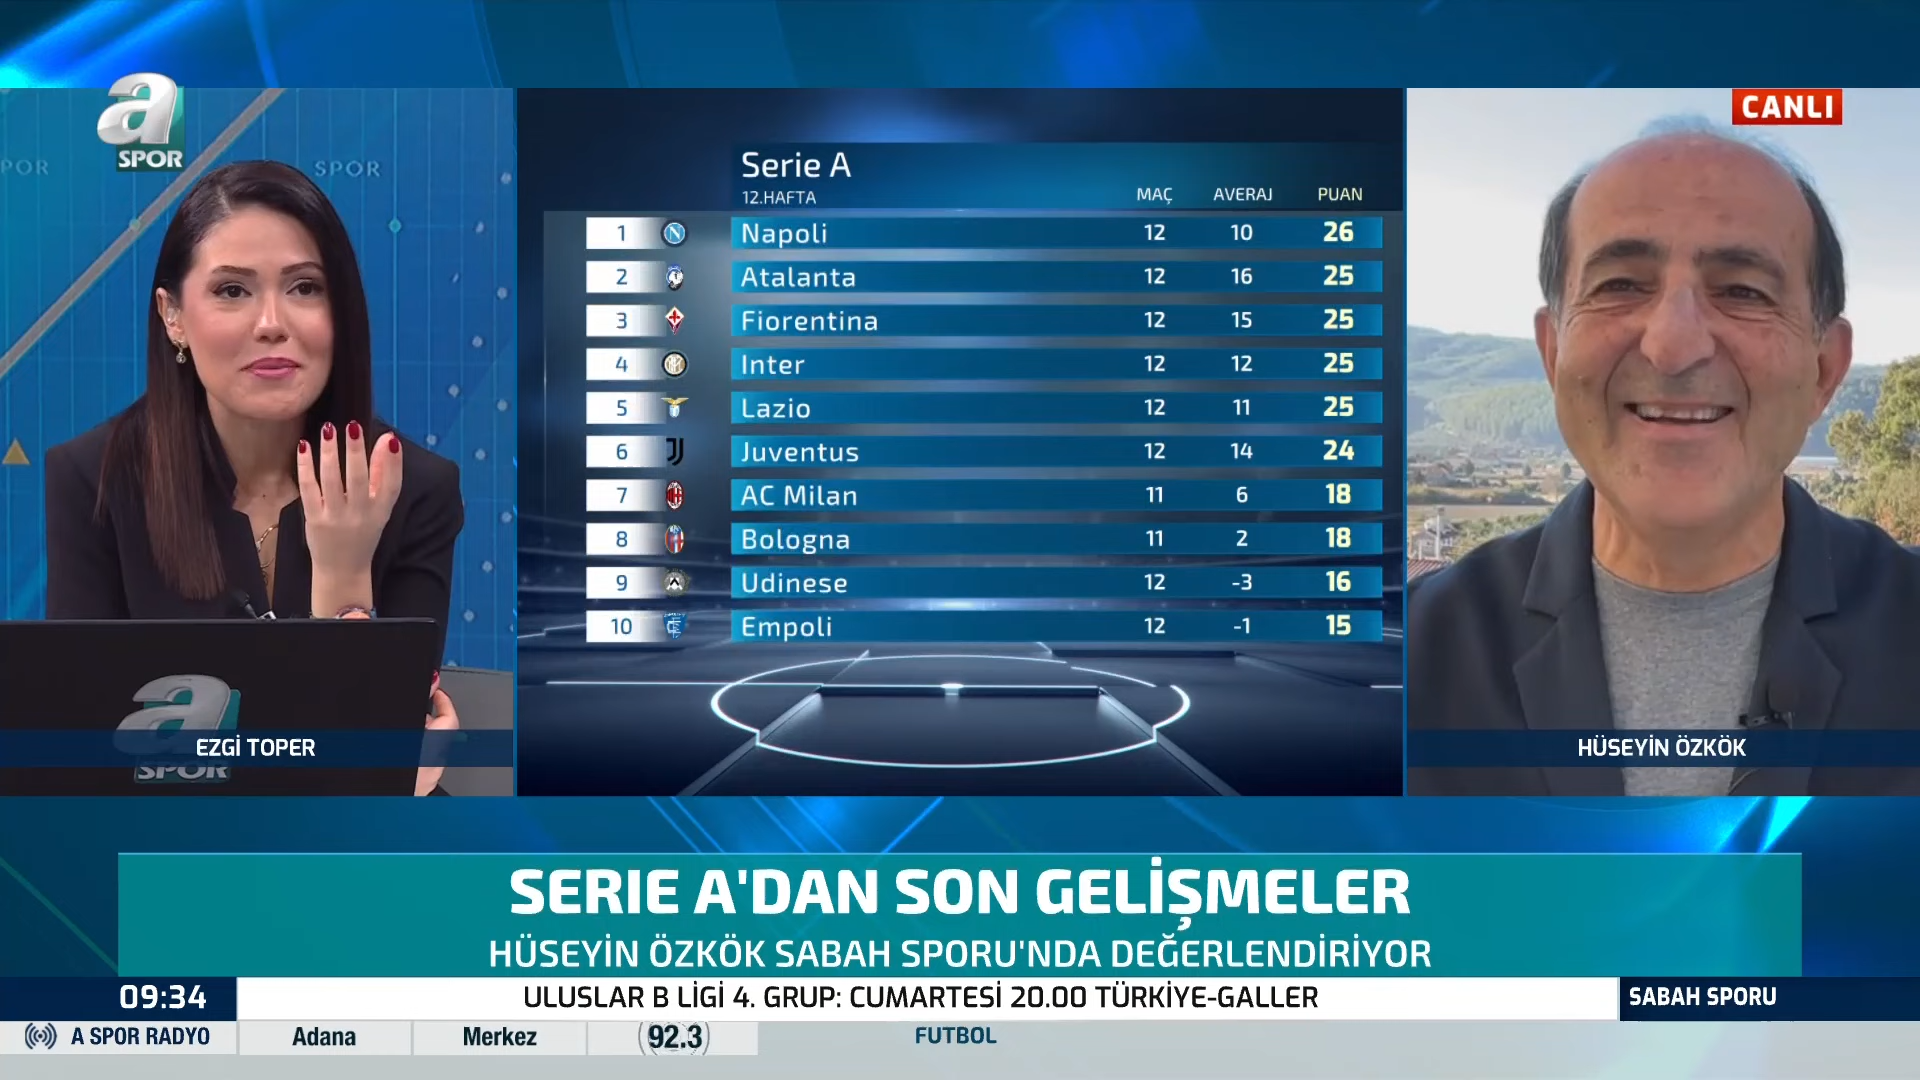 a
SPOR
POR
SPOR
CANLI
Serie A
12.HAFTA
MAÇ AVERAJ PUAN
1 Napoli 12 10 26
2 Atalanta 12 16 25
3 Fiorentina 12 15 25
4 Inter 12 12 25
5 Lazio 12 11 25
6 Juventus 12 14 24
7 AC Milan 11 6 18
8 Bologna 11 2 18
9 Udinese 12 -3 16
10 Empoli 12 -1 15
a
SPOR
EZGİ TOPER
HÜSEYİN ÖZKÖK
SERIE A'DAN SON GELİŞMELER
HÜSEYİN ÖZKÖK SABAH SPORU'NDA DEĞERLENDİRİYOR
09:34 ULUSLAR B LİGİ 4. GRUP: CUMARTESİ 20.00 TÜRKİYE-GALLER SABAH SPORU
A SPOR RADYO Adana Merkez 92.3 FUTBOL